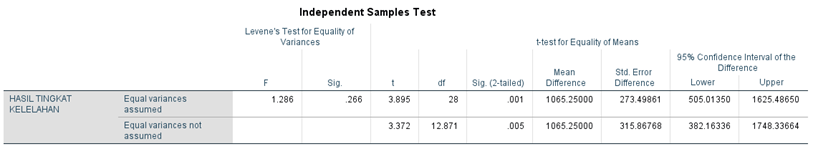 Independent Samples Test
Levene's Test for Equality of Variances t-test for Equality of Means
95% Confidence Interval of the Difference
F Sig. t df Sig. (2-tailed) Mean Difference Std. Error Difference Lower Upper
HASIL TINGKAT KELELAHAN Equal variances assumed 1.286 .266 3.895 28 .001 1065.25000 273.49861 505.01350 1625.48650
Equal variances not assumed 3.372 12.871 .005 1065.25000 315.86768 382.16336 1748.33664